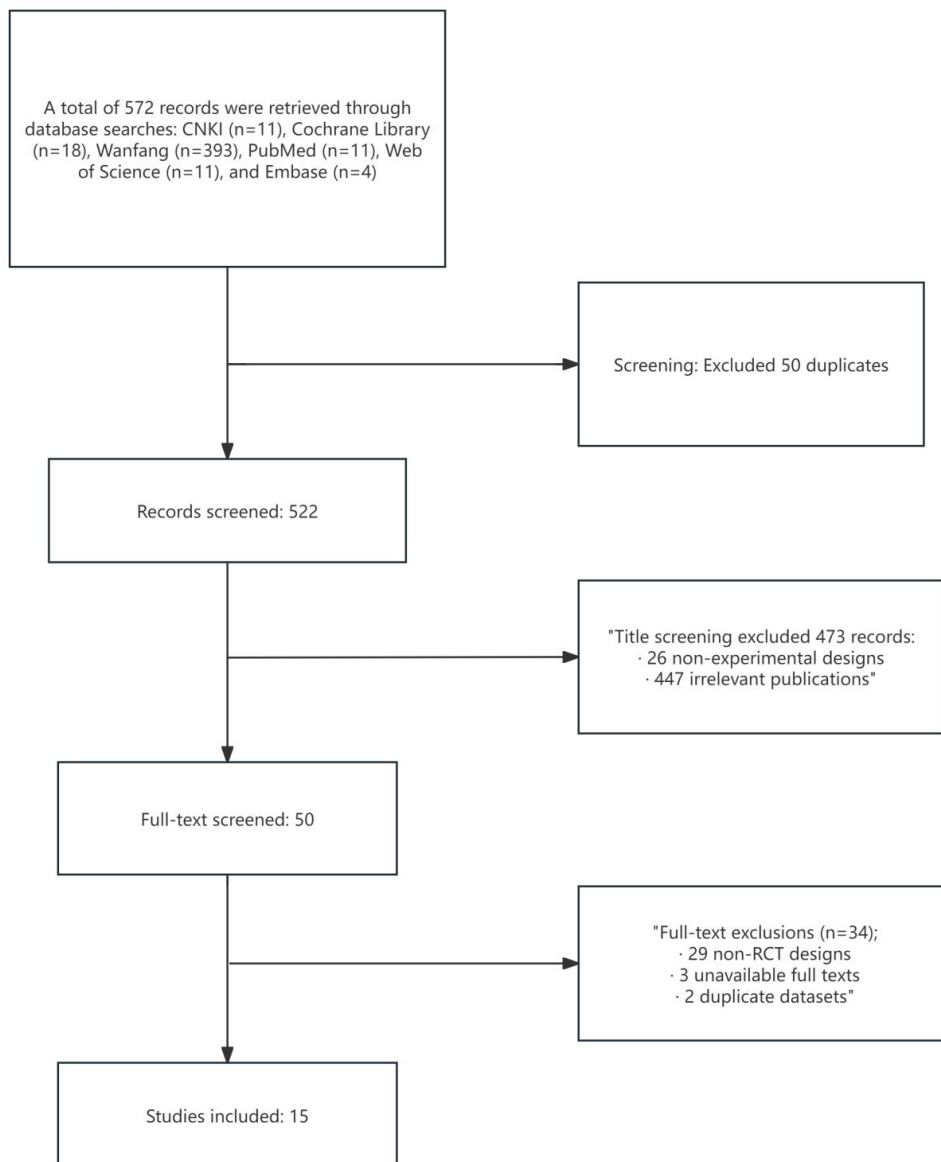 A total of 572 records were retrieved through
database searches: CNKI (n=11), Cochrane Library
(n=18), Wanfang (n=393), PubMed (n=11), Web
of Science (n=11), and Embase (n=4)
Screening: Excluded 50 duplicates
Records screened: 522
"Title screening excluded 473 records:
· 26 non-experimental designs
· 447 irrelevant publications"
Full-text screened: 50
"Full-text exclusions (n=34);
· 29 non-RCT designs
· 3 unavailable full texts
· 2 duplicate datasets"
Studies included: 15